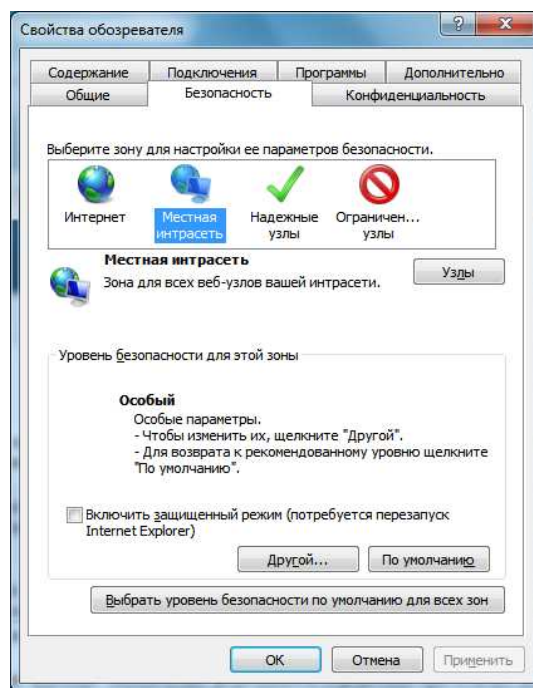 Свойства обозревателя
Содержание Подключения Программы Дополнительно
Общие Безопасность Конфиденциальность
Выберите зону для настройки ее параметров безопасности.
Интернет Местная интрасеть Надежные узлы Ограничен... узлы
Местная интрасеть
Узлы
Зона для всех веб-узлов вашей интрасети.
Уровень безопасности для этой зоны
Особый
Особые параметры.
- Чтобы изменить их, щелкните "Другой".
- Для возврата к рекомендованному уровню щелкните
"По умолчанию".
Включить защищенный режим (потребуется перезапуск
Internet Explorer)
Другой... По умолчанию
Выбрать уровень безопасности по умолчанию для всех зон
ОК Отмена Применить